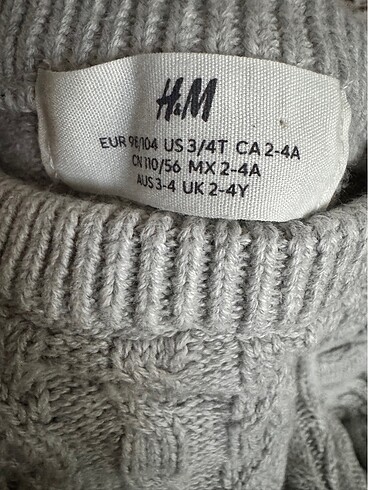 H&M
EUR 98/104 US 3/4T CA 2-4A
CN 110/56 MX 2-4A
AUS 3-4 UK 2-4Y